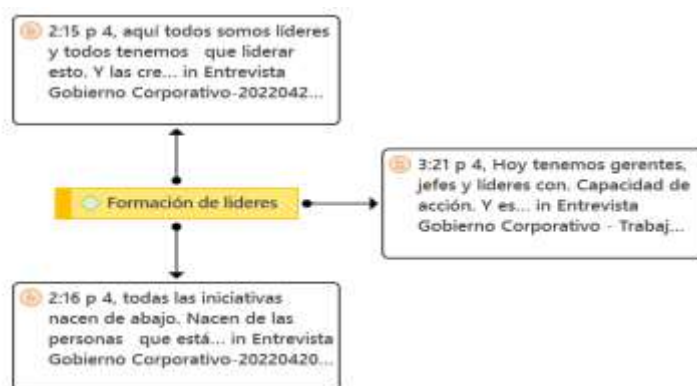 2:15 p 4, aquí todos somos líderes
y todos tenemos que liderar
esto. Y las cre... in Entrevista
Gobierno Corporativo-2022042...
Formación de líderes
3:21 p 4, Hoy tenemos gerentes,
jefes y líderes con. Capacidad de
acción. Y es... in Entrevista
Gobierno Corporativo - Trabaj...
2:16 p 4, todas las iniciativas
nacen de abajo. Nacen de las
personas que está... in Entrevista
Gobierno Corporativo-20220420...